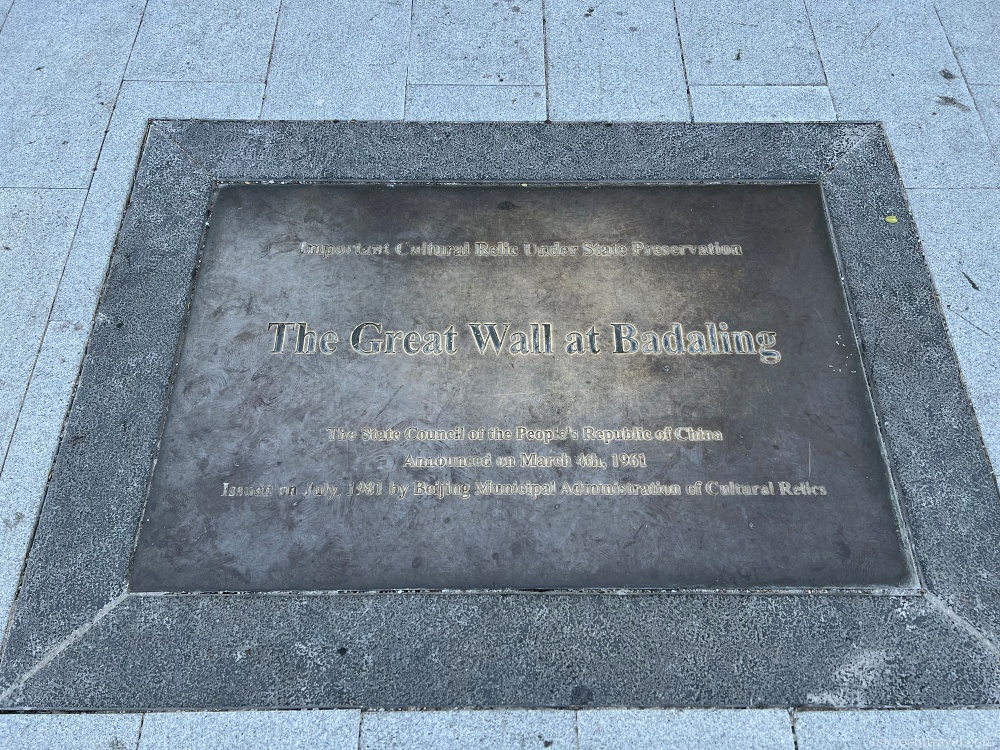 Important Cultural Relic Under State Preservation
The Great Wall at Badaling
The State Council of the People's Republic of China
Announced on March 4th, 1961
Issued on July, 1981 by Beijing Municipal Administration of Cultural Relics